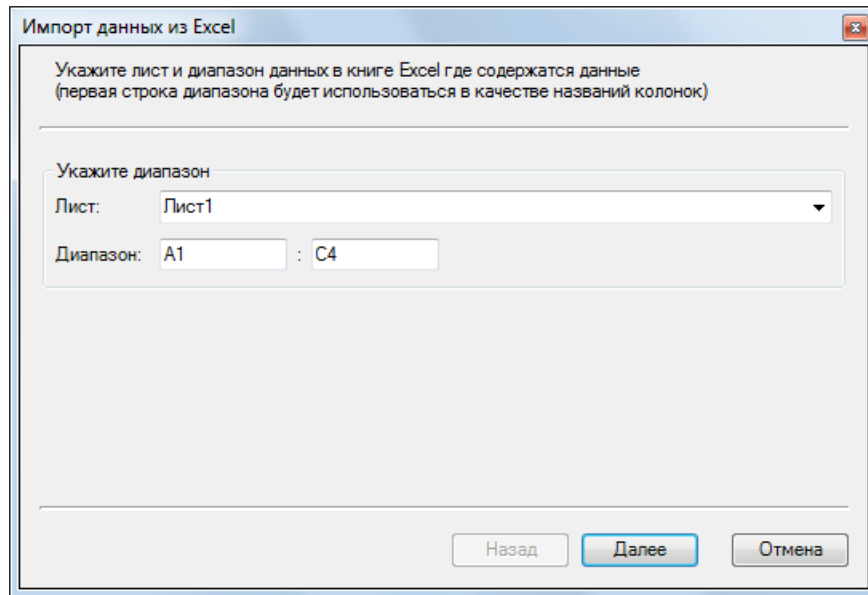 Импорт данных из Excel
Укажите лист и диапазон данных в книге Excel где содержатся данные
(первая строка диапазона будет использоваться в качестве названий колонок)
Укажите диапазон
Лист: Лист1
Диапазон: A1 : C4
Назад Далее Отмена